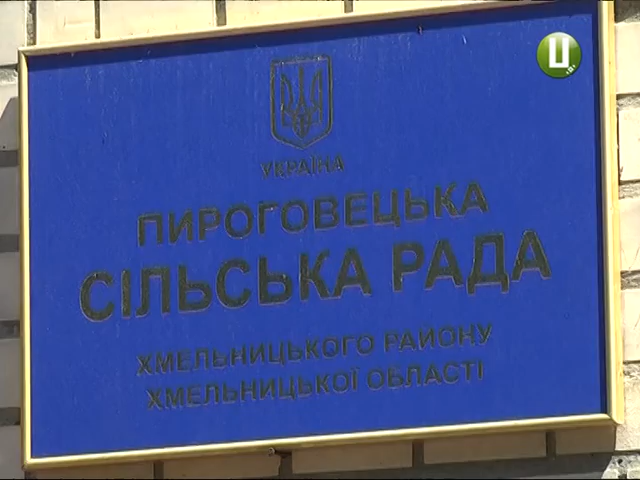 Ц
УКРАЇНА
ПИРОГОВЕЦЬКА
СІЛЬСЬКА РАДА
ХМЕЛЬНИЦЬКОГО РАЙОНУ
ХМЕЛЬНИЦЬКОЇ ОБЛАСТІ